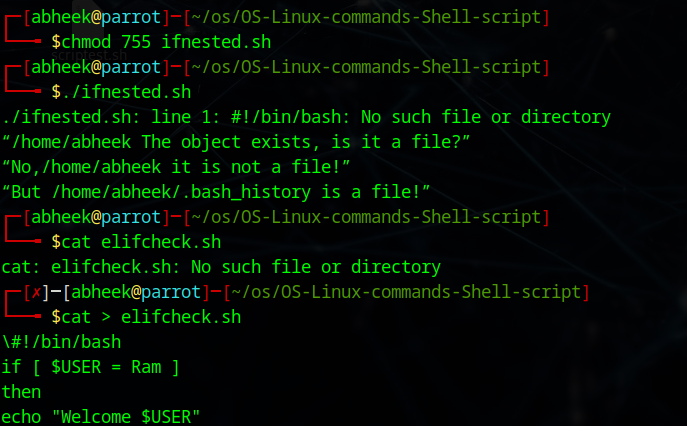 ┌─[abheek@parrot]─[~/os/OS-Linux-commands-Shell-script]
└──╼ $chmod 755 ifnested.sh
┌─[abheek@parrot]─[~/os/OS-Linux-commands-Shell-script]
└──╼ $./ifnested.sh
./ifnested.sh: line 1: #!/bin/bash: No such file or directory
“/home/abheek The object exists, is it a file?”
“No,/home/abheek it is not a file!”
“But /home/abheek/.bash_history is a file!”
┌─[abheek@parrot]─[~/os/OS-Linux-commands-Shell-script]
└──╼ $cat elifcheck.sh
cat: elifcheck.sh: No such file or directory
┌─[✗]─[abheek@parrot]─[~/os/OS-Linux-commands-Shell-script]
└──╼ $cat > elifcheck.sh
\#!/bin/bash
if [ $USER = Ram ]
then
echo "Welcome $USER"